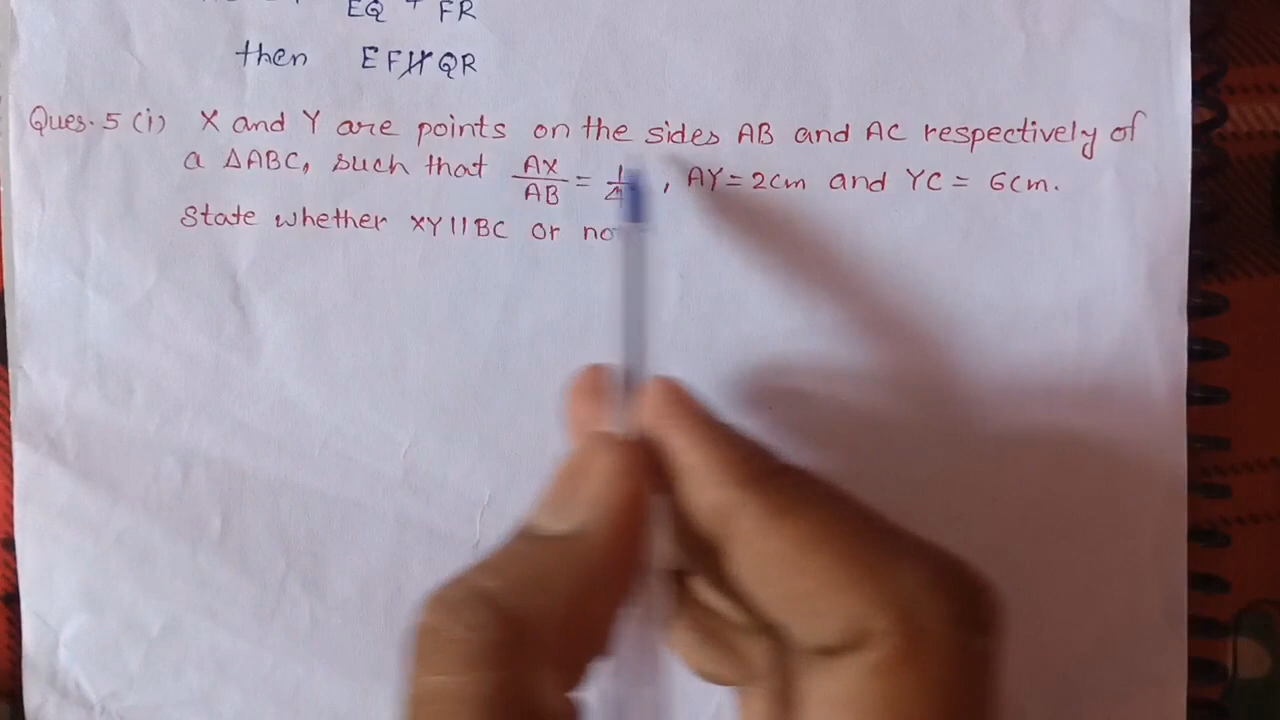 EQ ≠ FR
then EF∦QR
Ques. 5 (i) X and Y are points on the sides AB and AC respectively of
a ΔABC, such that AX/AB = 1/4, AY = 2cm and YC = 6cm.
State whether XY||BC or no